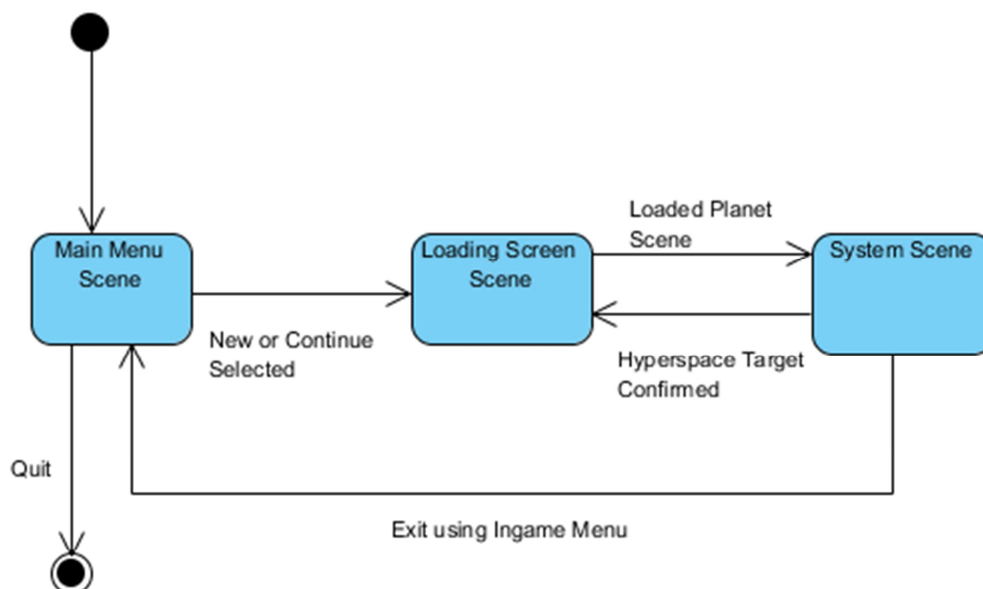 Loaded Planet
Scene
Main Menu
Scene
Loading Screen
Scene
System Scene
New or Continue
Selected
Hyperspace Target
Confirmed
Quit
Exit using Ingame Menu